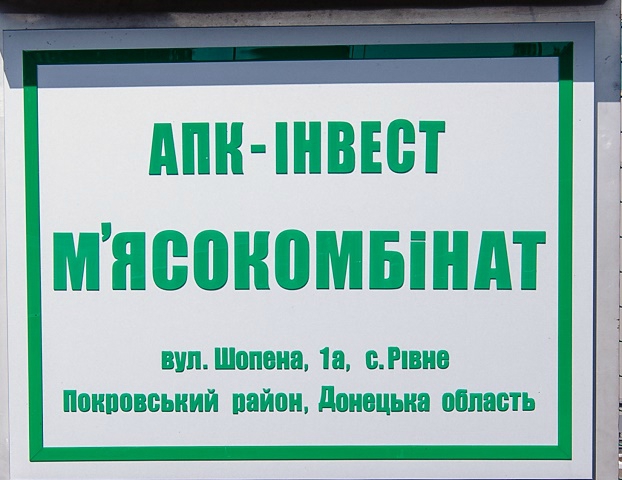 АПК-ІНВЕСТ
М'ЯСОКОМБіНАТ
вул. Шопена, 1а, с.Рівне
Покровський район, Донецька область